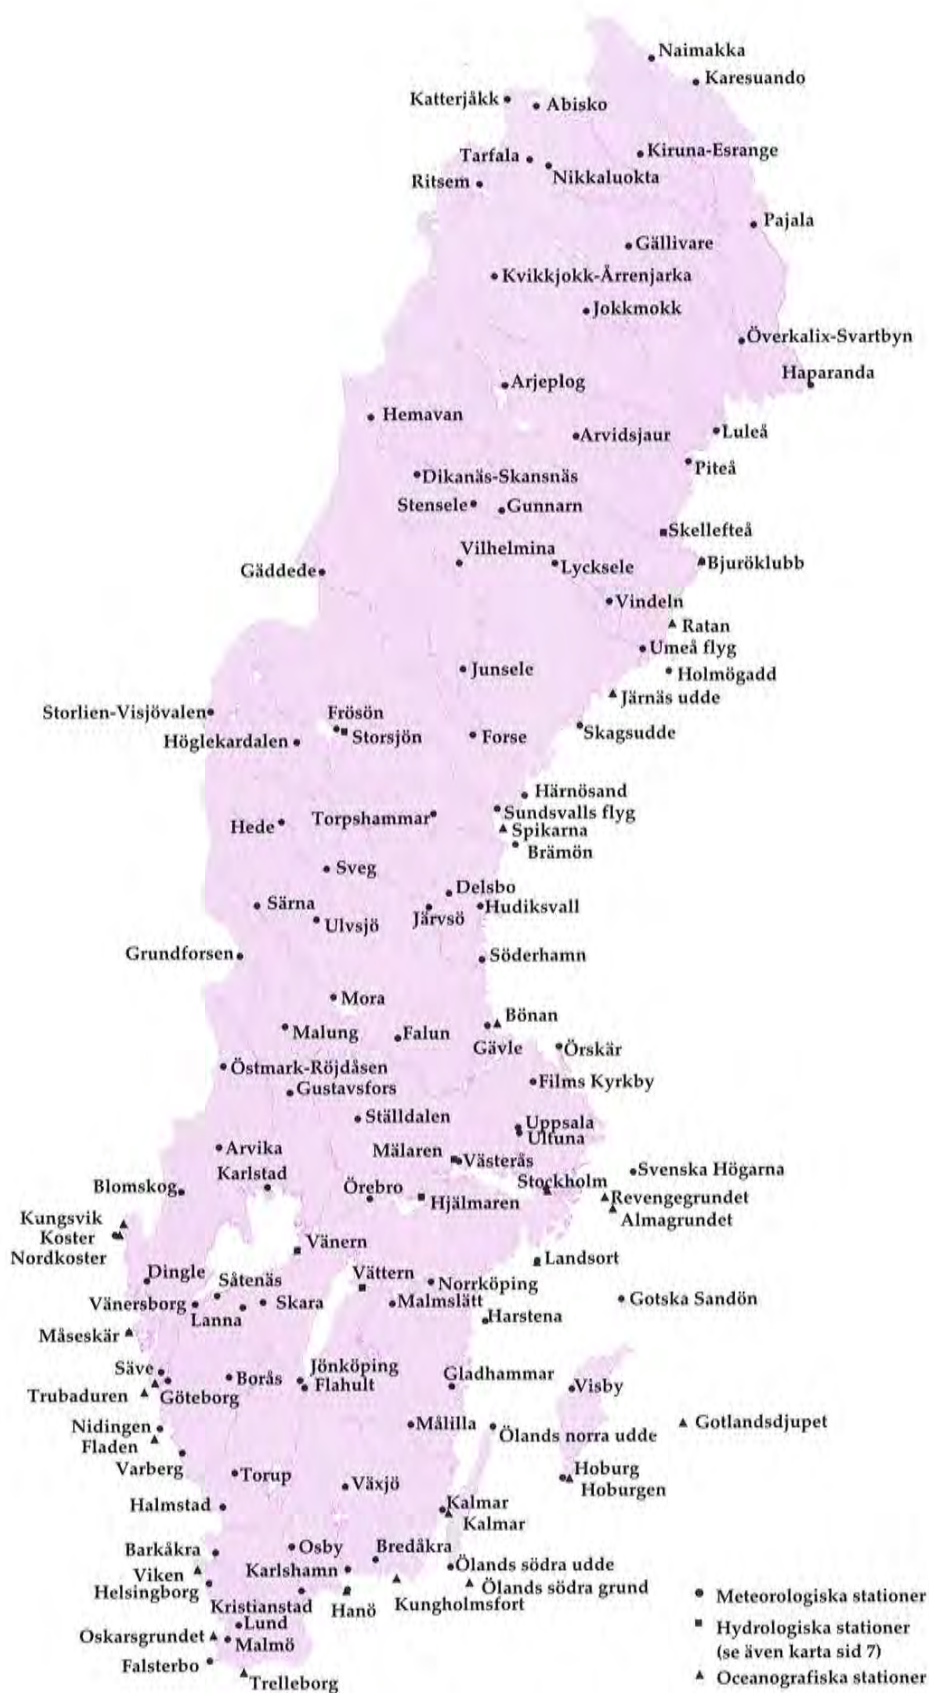 Naimakka
Karesuando
Katterjåkk
Abisko
Kiruna-Esrange
Tarfala
Nikkaluokta
Ritsem
Pajala
Gällivare
Kvikkjokk-Årrenjarka
Jokkmokk
Överkalix-Svartbyn
Haparanda
Arjeplog
Hemavan
Arvidsjaur
Luleå
Piteå
Dikanäs-Skansnäs
Stensele
Gunnarn
Skellefteå
Vilhelmina
Lycksele
Bjuröklubb
Gäddede
Vindeln
Ratan
Umeå flyg
Junsele
Holmögadd
Järnäs udde
Storlien-Visjövalen
Frösön
Storsjön
Höglekardalen
Forse
Skagsudde
Härnösand
Sundsvalls flyg
Torpshammar
Hede
Spikarna
Brämön
Sveg
Delsbo
Särna
Järvsö
Hudiksvall
Ulvsjö
Grundforsen
Söderhamn
Mora
Bönan
Malung
Falun
Gävle
Örskär
Östmark-Röjdåsen
Films Kyrkby
Gustavsfors
Ställdalen
Uppsala
Ultuna
Arvika
Mälaren
Västerås
Karlstad
Svenska Högarna
Blomskog
Örebro
Stockholm
Hjälmaren
Revengegrundet
Almagrundet
Kungsvik
Koster
Nordkoster
Vänern
Landsort
Dingle
Såtenäs
Vättern
Norrköping
Vänersborg
Lanna
Skara
Malmslätt
Gotska Sandön
Harstena
Måseskär
Säve
Borås
Jönköping
Flahult
Gladhammar
Visby
Trubaduren
Göteborg
Nidingen
Målilla
Ölands norra udde
Gotlandsdjupet
Fladen
Varberg
Torup
Växjö
Hoburg
Hoburgen
Halmstad
Kalmar
Kalmar
Barkåkra
Osby
Bredåkra
Viken
Karlshamn
Ölands södra udde
Helsingborg
Kristianstad
Hanö
Kungholmsfort
Ölands södra grund
Lund
Oskarsgrundet
Malmö
Falsterbo
Trelleborg
Meteorologiska stationer
Hydrologiska stationer
(se även karta sid 7)
Oceanografiska stationer